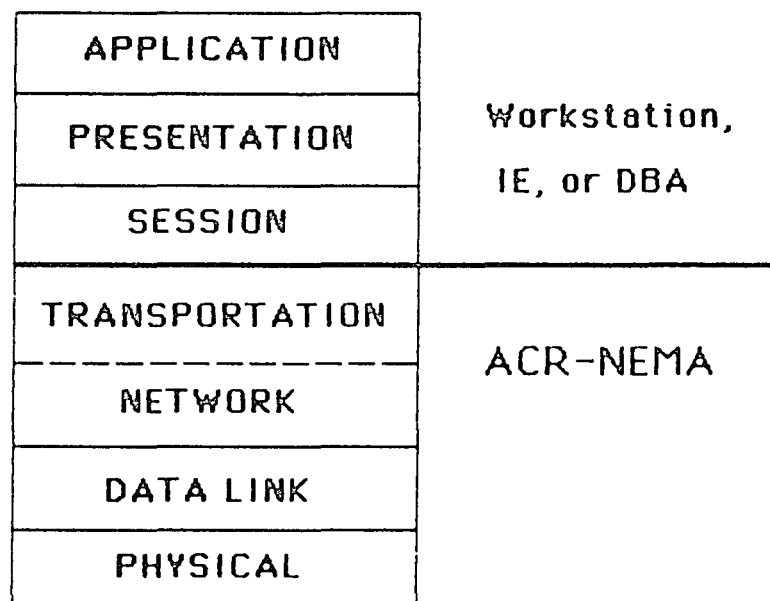 APPLICATION
PRESENTATION
SESSION
TRANSPORTATION
NETWORK
DATA LINK
PHYSICAL
Workstation,
IE, or DBA
ACR-NEMA